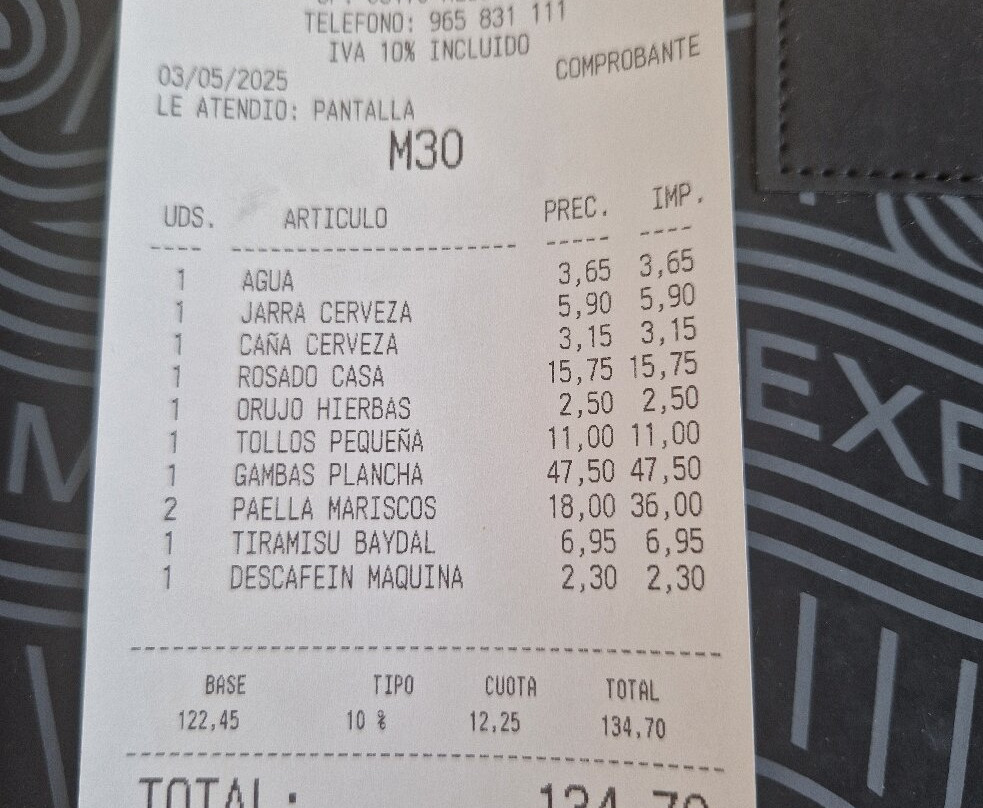 TELEFONO: 965 831 111
IVA 10% INCLUIDO
03/05/2025 COMPROBANTE
LE ATENDIO: PANTALLA
M30
UDS. ARTICULO PREC. IMP.
1 AGUA 3,65 3,65
1 JARRA CERVEZA 5,90 5,90
1 CAÑA CERVEZA 3,15 3,15
1 ROSADO CASA 15,75 15,75
1 ORUJO HIERBAS 2,50 2,50
1 TOLLOS PEQUEÑA 11,00 11,00
1 GAMBAS PLANCHA 47,50 47,50
2 PAELLA MARISCOS 18,00 36,00
1 TIRAMISU BAYDAL 6,95 6,95
1 DESCAFEIN MAQUINA 2,30 2,30
BASE TIPO CUOTA TOTAL
122,45 10 % 12,25 134,70
TOTAL: 134,70